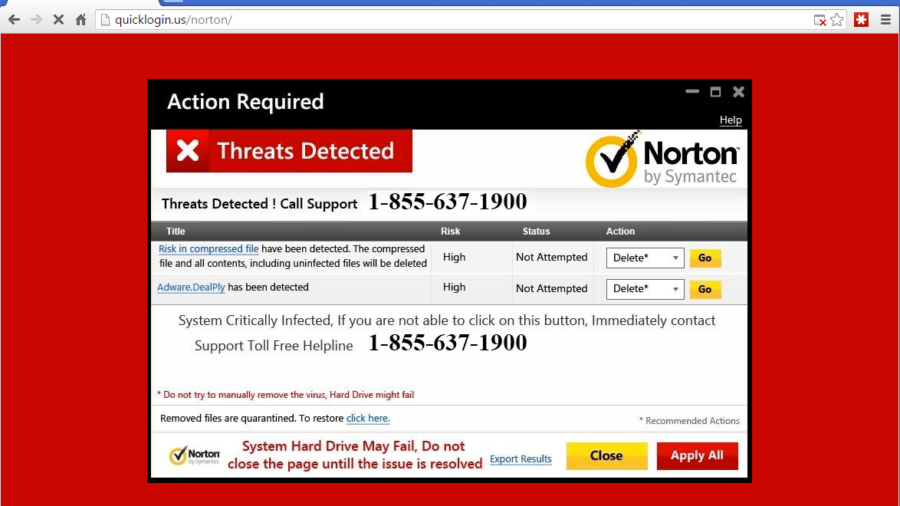 quicklogin.us/norton/
Action Required
Help
Threats Detected
Norton
by Symantec
Threats Detected ! Call Support 1-855-637-1900
Title Risk Status Action
Risk in compressed file have been detected. The compressed
file and all contents, including uninfected files will be deleted
High Not Attempted Delete* Go
Adware.DealPly has been detected High Not Attempted Delete* Go
System Critically Infected, If you are not able to click on this button, Immediately contact
Support Toll Free Helpline 1-855-637-1900
* Do not try to manually remove the virus, Hard Drive might fail
Removed files are quarantined. To restore click here.
* Recommended Actions
Norton
by Symantec
System Hard Drive May Fail, Do not
close the page untill the issue is resolved
Export Results
Close
Apply All